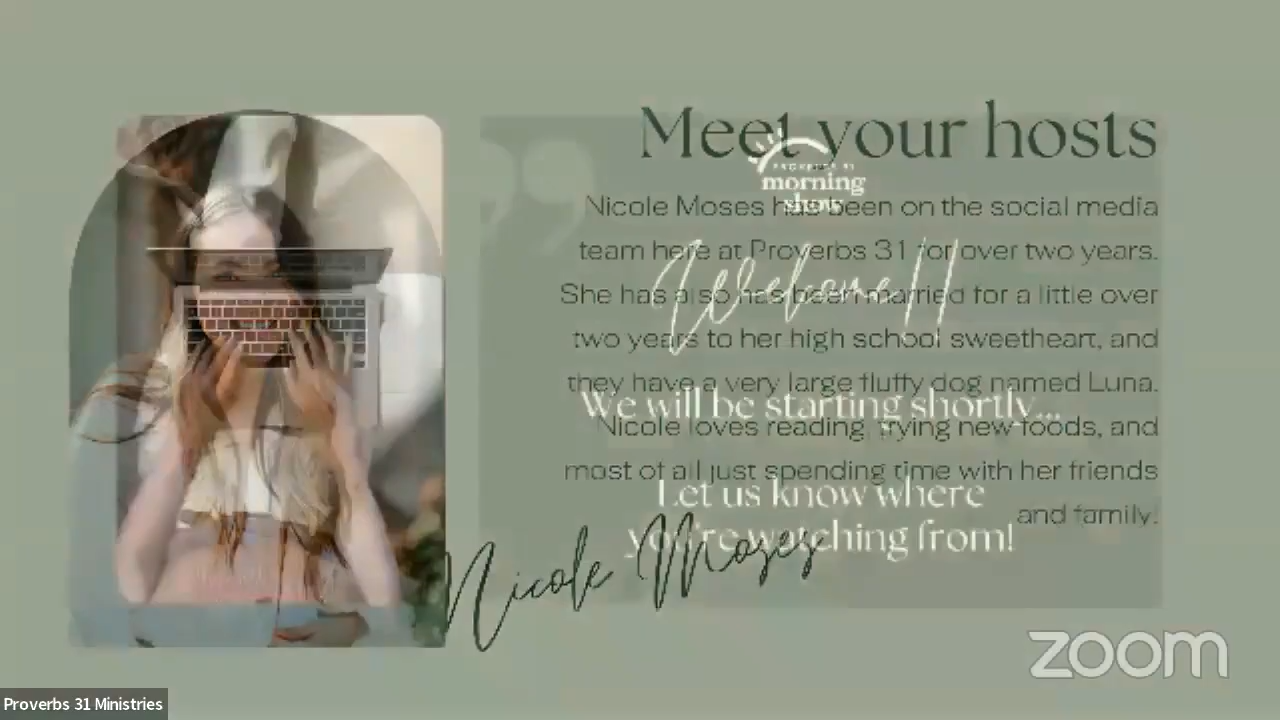 Meet your hosts
PROVERBS 31
morning
show
Nicole Moses has been on the social media
team here at Proverbs 31 for over two years.
She has also has been married for a little over
two years to her high school sweetheart, and
they have a very large fluffy dog named Luna.
Nicole loves reading, trying new foods, and
most of all just spending time with her friends
and family!
Welcome!!
We will be starting shortly...
Let us know where
you're watching from!
Nicole Moses
zoom
Proverbs 31 Ministries